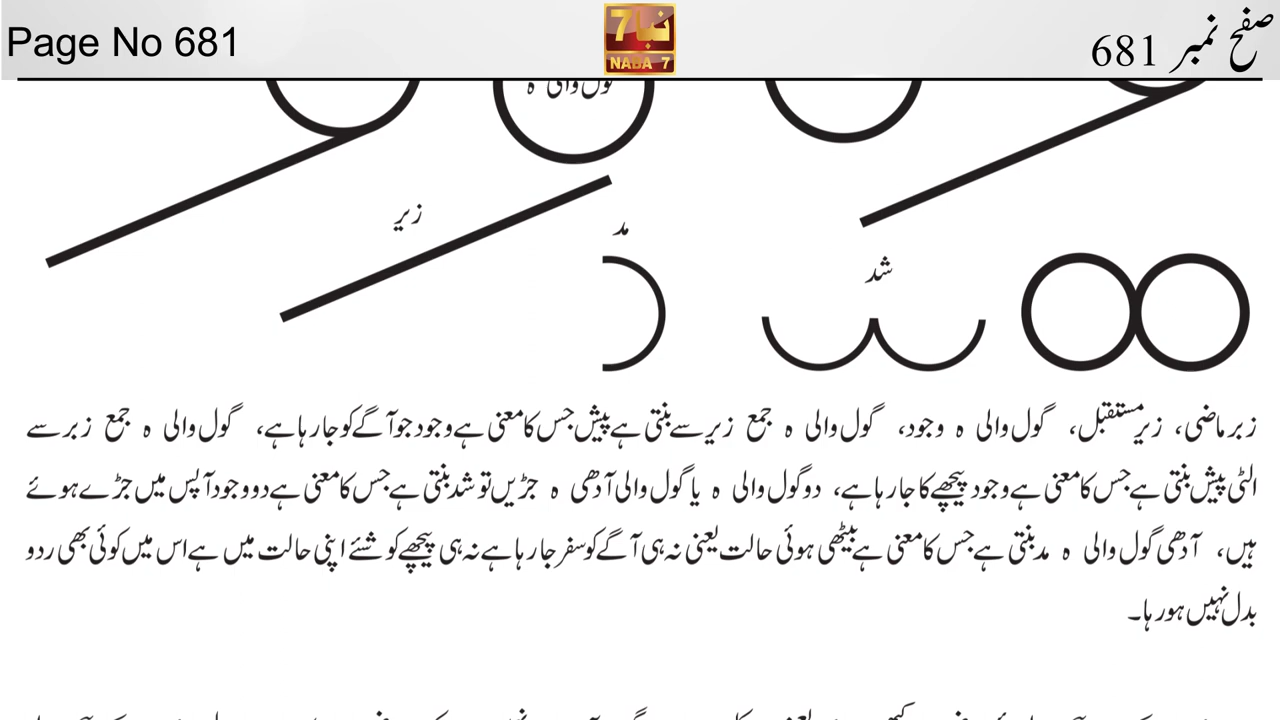 Page No 681
نبا 7
NABA 7
صفحہ نمبر 681
گول والی ہ
زیر
مد
شد
زبر ماضی، زیر مستقبل، گول والی ہ وجود، گول والی ہ جمع زیر سے بنتی ہے پیش جس کا معنی ہے وجود جو آگے کو جا رہا ہے، گول والی ہ جمع زبر سے
الٹی پیش بنتی ہے جس کا معنی ہے وجود پیچھے کا جا رہا ہے، دو گول والی ہ یا گول والی آدھی ہ جڑیں تو شد بنتی ہے جس کا معنی ہے دو وجود آپس میں جڑے ہوئے
ہیں، آدھی گول والی ہ مد بنتی ہے جس کا معنی ہے بیٹھی ہوئی حالت یعنی نہ ہی آگے کو سفر جا رہا ہے نہ ہی پیچھے کو شئے اپنی حالت میں ہے اس میں کوئی بھی ردو
بدل نہیں ہو رہا۔